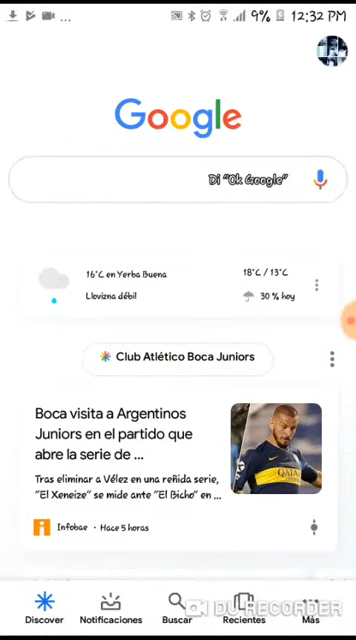 9% 12:32 PM
Google
Di "Ok Google"
16°C en Yerba Buena
18°C / 13°C
Llovizna débil
30 % hoy
Club Atlético Boca Juniors
Boca visita a Argentinos
Juniors en el partido que
abre la serie de ...
Tras eliminar a Vélez en una reñida serie,
"El Xeneize" se mide ante "El Bicho" en ...
QATAR
Infobae · Hace 5 horas
Discover
Notificaciones
Buscar
Recientes
Más
DU RECORDER